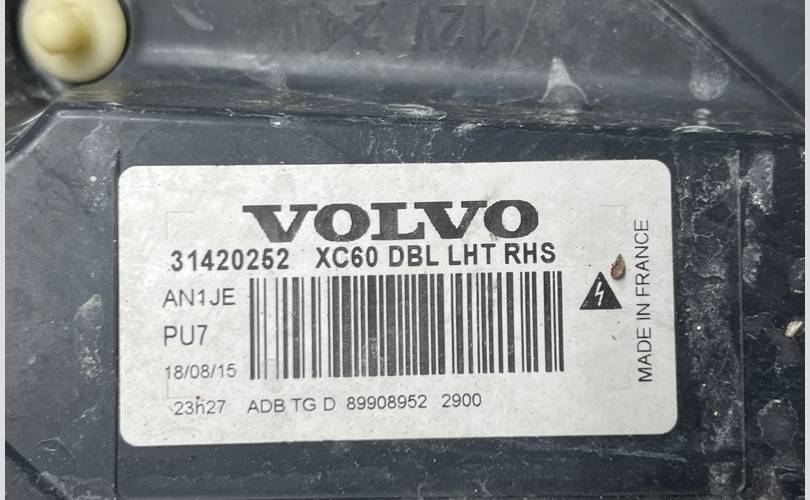 12V
VOLVO
31420252 XC60 DBL LHT RHS
AN1JE
PU7
18/08/15
23h27 ADB TG D 89908952 2900
MADE IN FRANCE